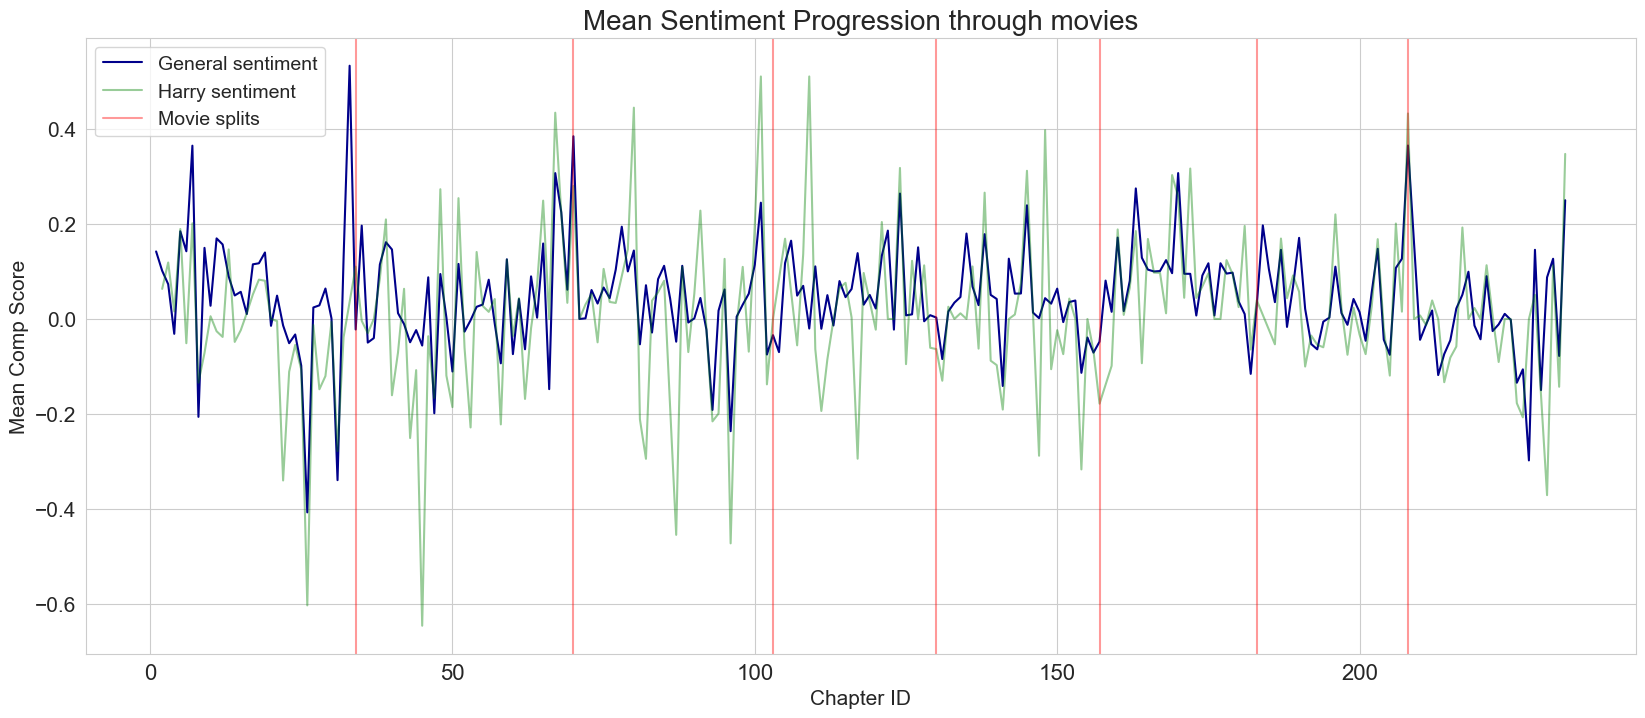 Mean Sentiment Progression through movies
General sentiment
Harry sentiment
Movie splits
0.4
0.2
0.0
−0.2
−0.4
−0.6
Mean Comp Score
0 50 100 150 200
Chapter ID